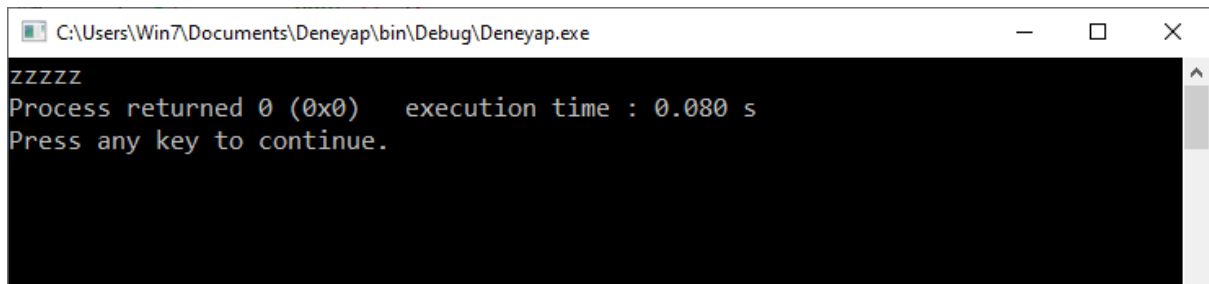 C:\Users\Win7\Documents\Deneyap\bin\Debug\Deneyap.exe
zzzzz
Process returned 0 (0x0)   execution time : 0.080 s
Press any key to continue.